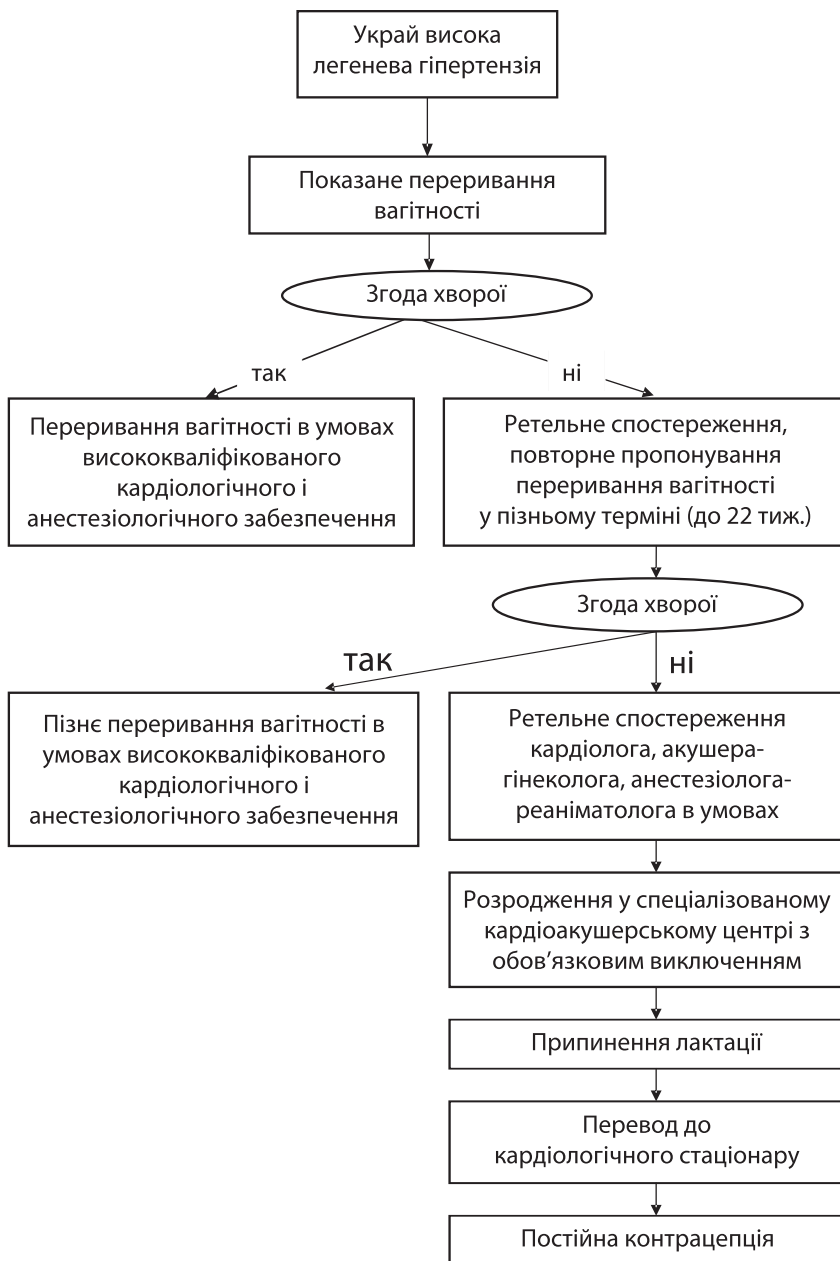 Украй висока
легенева гіпертензія
Показане переривання
вагітності
Згода хворої
так
ні
Переривання вагітності в умовах
висококваліфікованого
кардіологічного і
анестезіологічного забезпечення
Ретельне спостереження,
повторне пропонування
переривання вагітності
у пізньому терміні (до 22 тиж.)
Згода хворої
так
ні
Пізнє переривання вагітності в
умовах висококваліфікованого
кардіологічного і
анестезіологічного забезпечення
Ретельне спостереження
кардіолога, акушера-
гінеколога, анестезіолога-
реаніматолога в умовах
Розродження у спеціалізованому
кардіоакушерському центрі з
обов’язковим виключенням
Припинення лактації
Перевод до
кардіологічного стаціонару
Постійна контрацепція